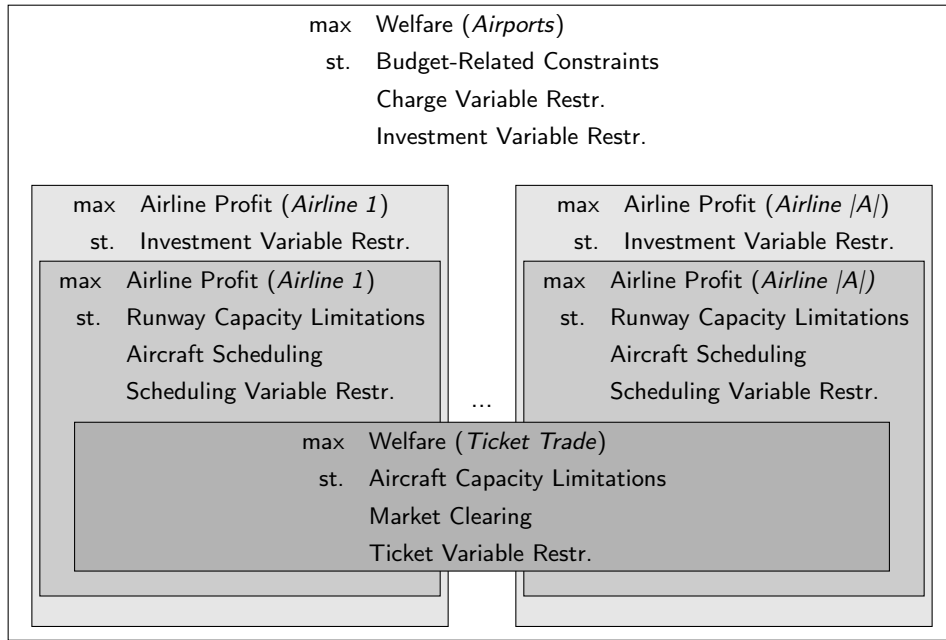 max Welfare (Airports)
st. Budget-Related Constraints
Charge Variable Restr.
Investment Variable Restr.
max Airline Profit (Airline 1)
st. Investment Variable Restr.
max Airline Profit (Airline 1)
st. Runway Capacity Limitations
Aircraft Scheduling
Scheduling Variable Restr.
...
max Airline Profit (Airline |A|)
st. Investment Variable Restr.
max Airline Profit (Airline |A|)
st. Runway Capacity Limitations
Aircraft Scheduling
Scheduling Variable Restr.
max Welfare (Ticket Trade)
st. Aircraft Capacity Limitations
Market Clearing
Ticket Variable Restr.